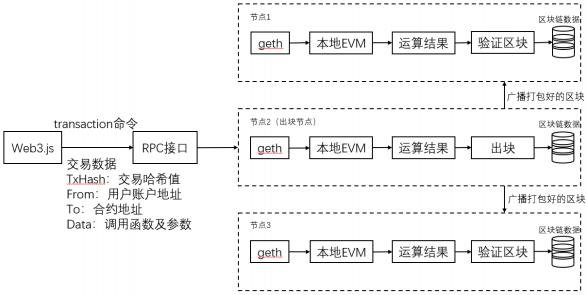 节点1
区块链数据
geth
本地EVM
运算结果
验证区块
广播打包好的区块
transaction命令
Web3.js
RPC接口
交易数据
TxHash：交易哈希值
From：用户账户地址
To：合约地址
Data：调用函数及参数
节点2（出块节点）
区块链数据
geth
本地EVM
运算结果
出块
广播打包好的区块
节点3
区块链数据
geth
本地EVM
运算结果
验证区块